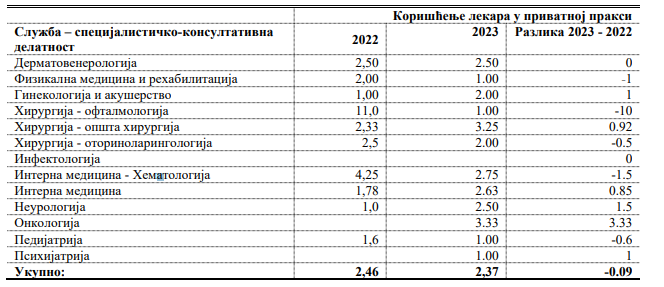 Коришћење лекара у приватној пракси
Служба – специјалистичко-консултативна делатност 2022 2023 Разлика 2023 - 2022
Дерматовенерологија 2,50 2.50 0
Физикална медицина и рехабилитација 2,00 1.00 -1
Гинекологија и акушерство 1,00 2.00 1
Хирургија - офталмологија 11,0 1.00 -10
Хирургија - општа хирургија 2,33 3.25 0.92
Хирургија - оториноларингологија 2,5 2.00 -0.5
Инфектологија 0
Интерна медицина - Хематологија 4,25 2.75 -1.5
Интерна медицина 1,78 2.63 0.85
Неурологија 1,0 2.50 1.5
Онкологија 3.33 3.33
Педијатрија 1,6 1.00 -0.6
Психијатрија 1.00 1
Укупно: 2,46 2,37 -0.09